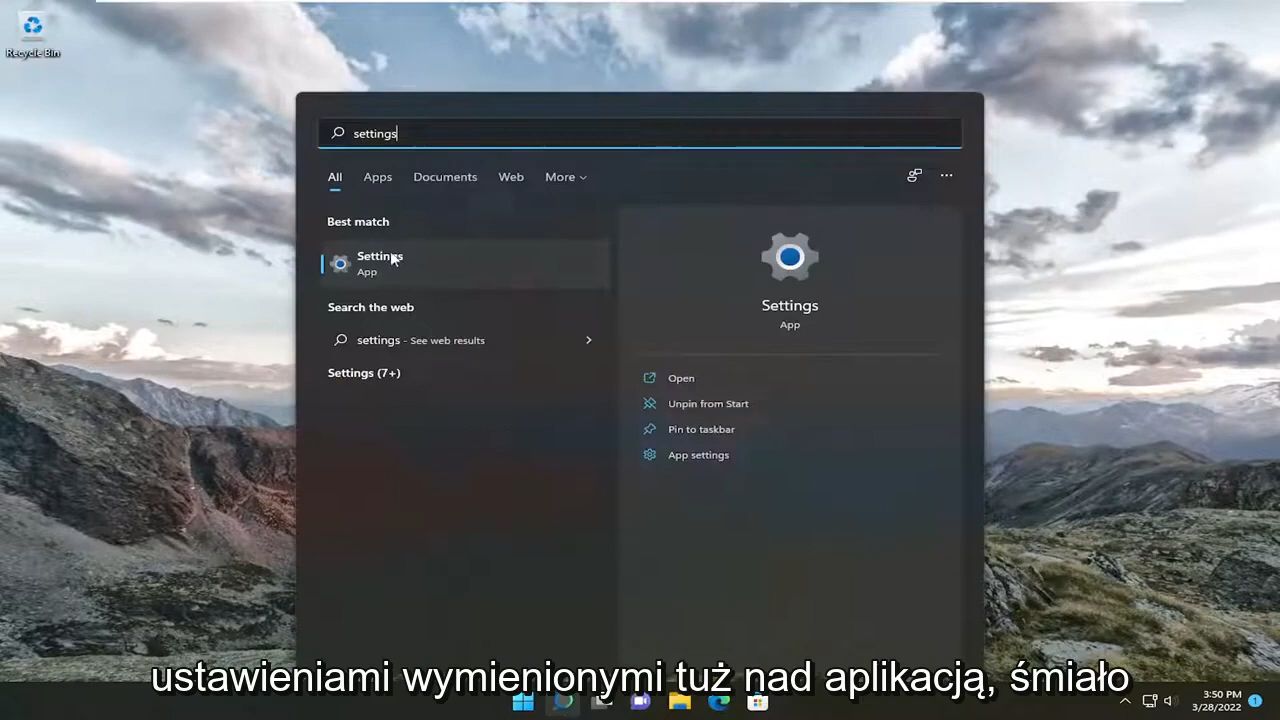 Recycle Bin
settings
All Apps Documents Web More
Best match
Settings
App
Search the web
settings - See web results
Settings (7+)
Settings
App
Open
Unpin from Start
Pin to taskbar
App settings
ustawieniami wymienionymi tuż nad aplikacją, śmiało
3:50 PM
3/28/2022
1